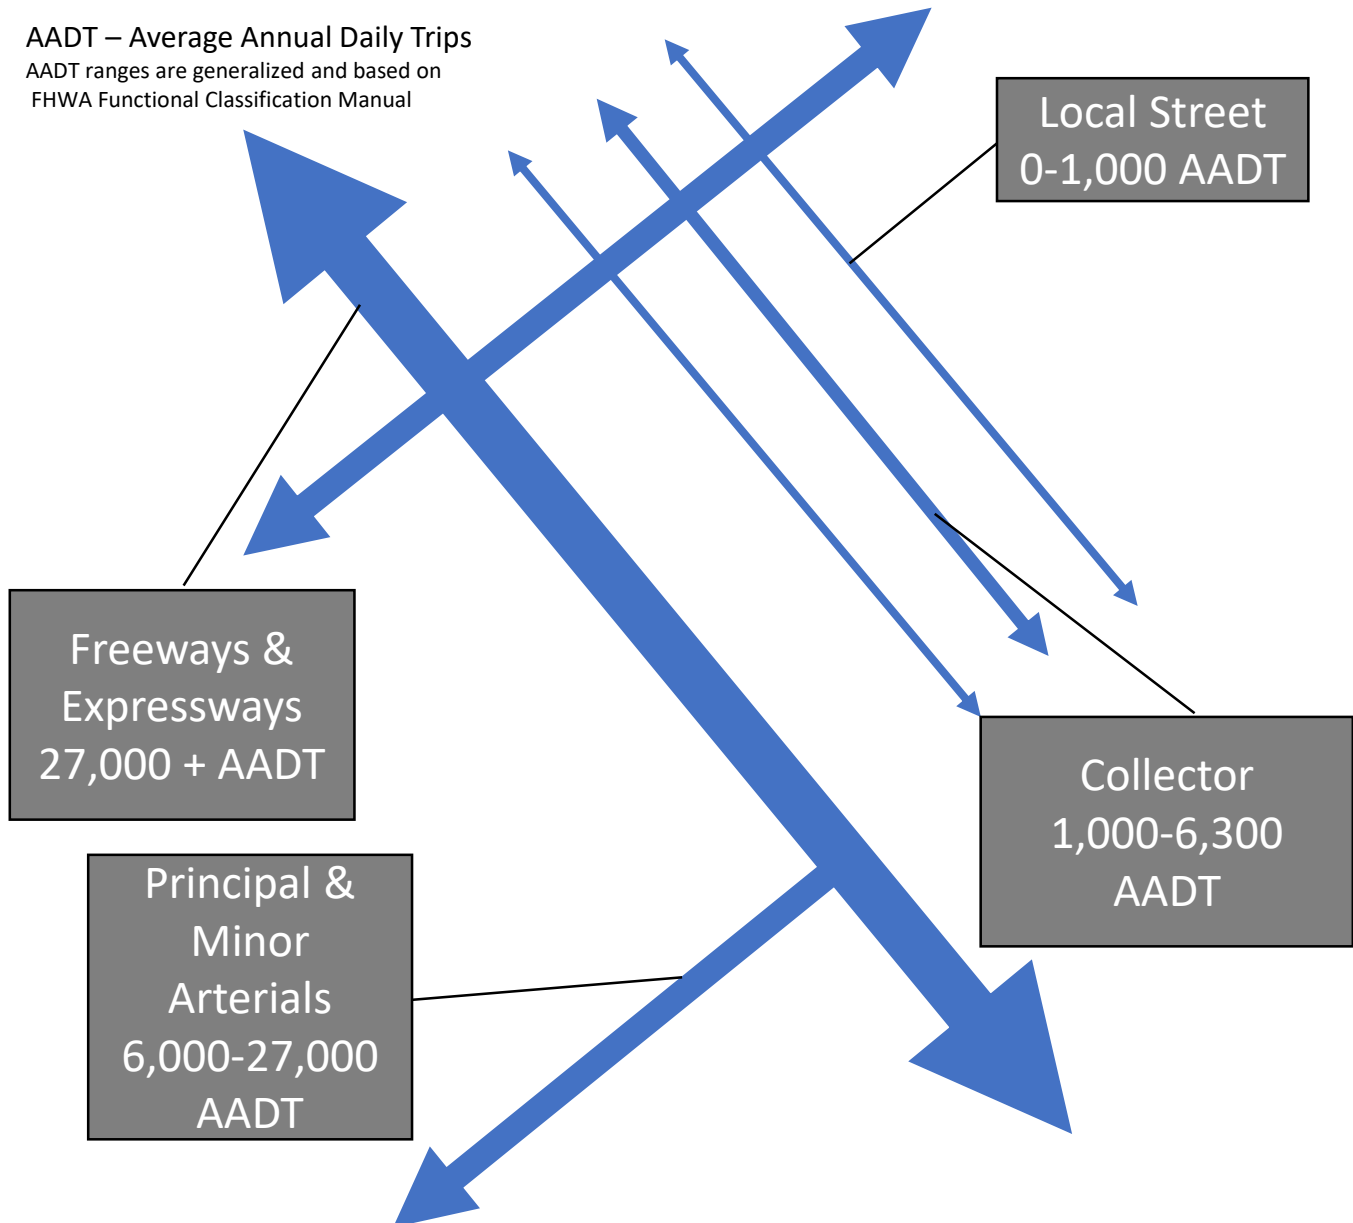 AADT – Average Annual Daily Trips
AADT ranges are generalized and based on
FHWA Functional Classification Manual
Local Street
0-1,000 AADT
Freeways &
Expressways
27,000 + AADT
Collector
1,000-6,300
AADT
Principal &
Minor
Arterials
6,000-27,000
AADT